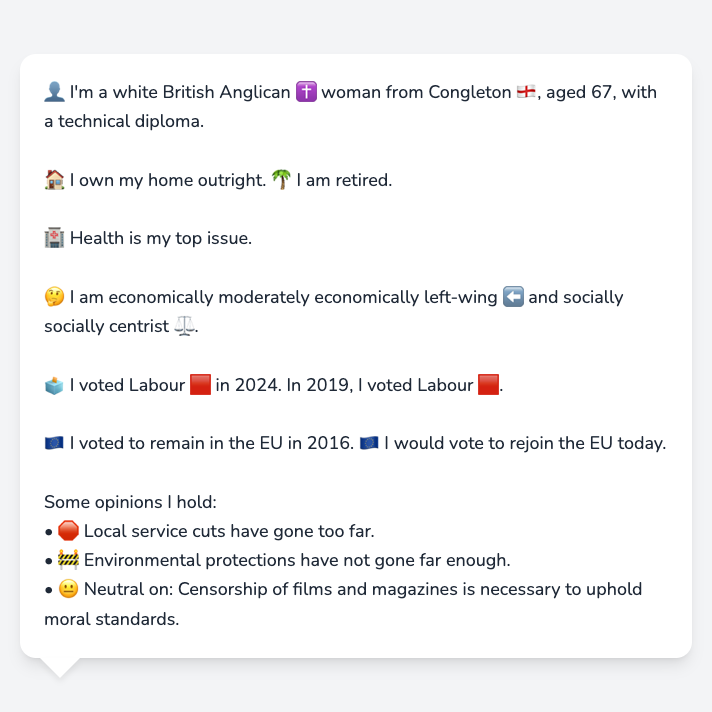 👤 I'm a white British Anglican ✝️ woman from Congleton 🏴󠁧󠁢󠁥󠁮󠁧󠁿, aged 67, with
a technical diploma.
🏠 I own my home outright. 🌴 I am retired.
🏥 Health is my top issue.
🤔 I am economically moderately economically left-wing ⬅️ and socially
socially centrist ⚖️.
🗳️ I voted Labour 🟥 in 2024. In 2019, I voted Labour 🟥.
🇪🇺 I voted to remain in the EU in 2016. 🇪🇺 I would vote to rejoin the EU today.
Some opinions I hold:
• 🛑 Local service cuts have gone too far.
• 🚧 Environmental protections have not gone far enough.
• 😐 Neutral on: Censorship of films and magazines is necessary to uphold
moral standards.